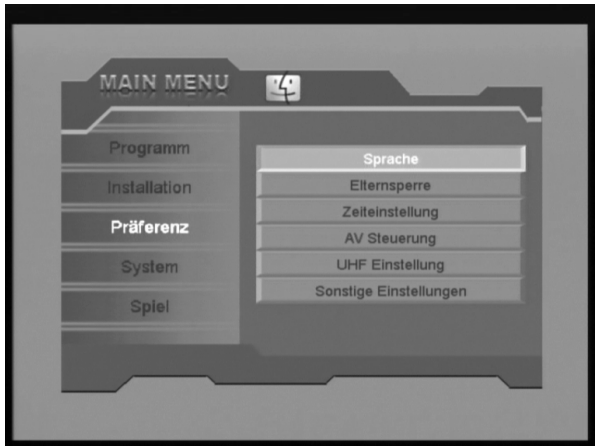 MAIN MENU
Programm
Installation
Präferenz
System
Spiel
Sprache
Elternsperre
Zeiteinstellung
AV Steuerung
UHF Einstellung
Sonstige Einstellungen